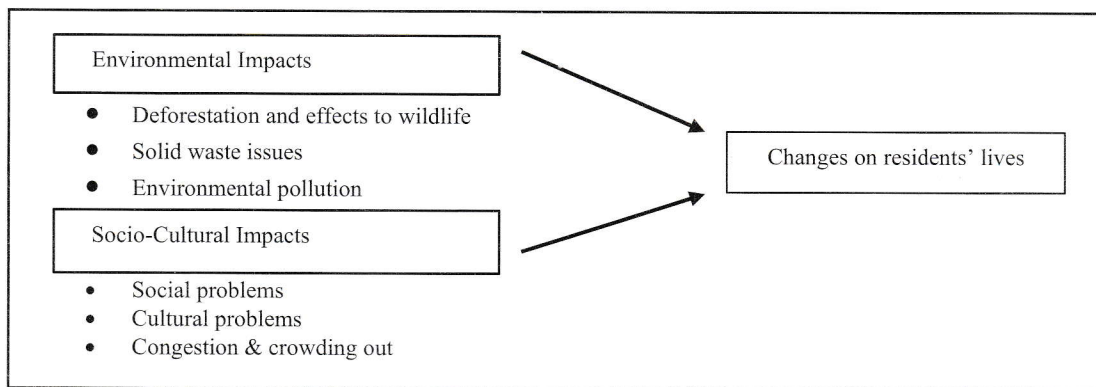 Environmental Impacts
● Deforestation and effects to wildlife
● Solid waste issues
● Environmental pollution
Changes on residents’ lives
Socio-Cultural Impacts
• Social problems
• Cultural problems
• Congestion & crowding out